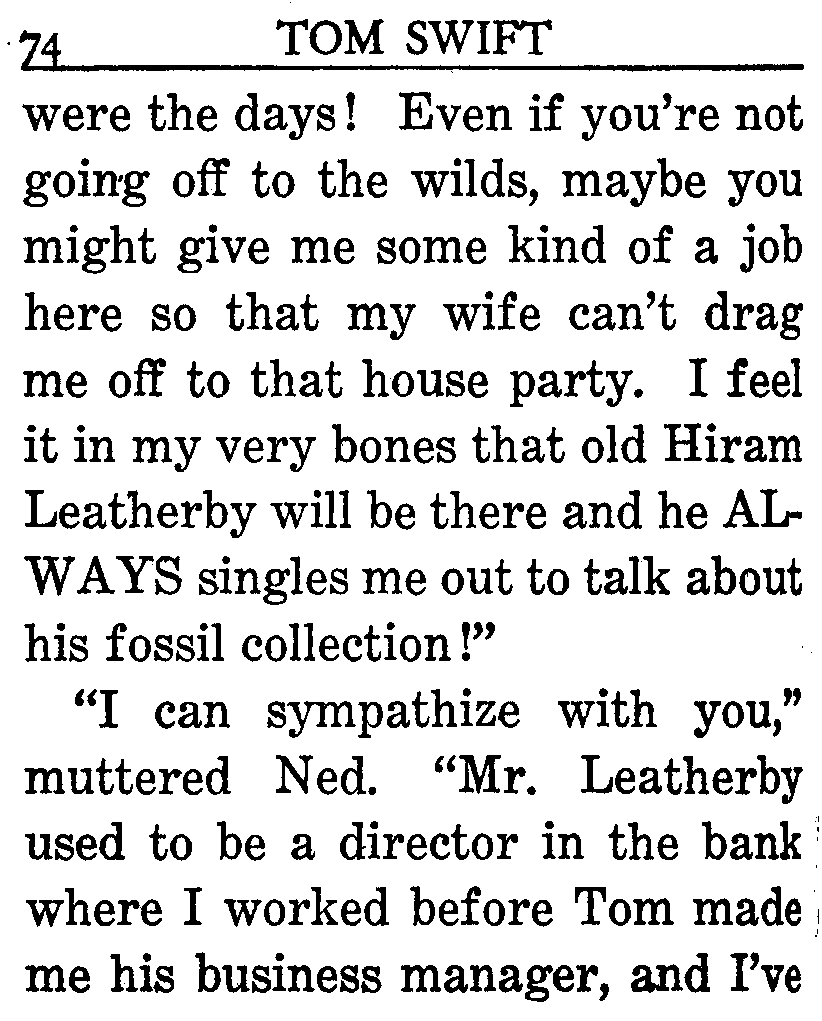 74 TOM SWIFT
were the days! Even if you're not
going off to the wilds, maybe you
might give me some kind of a job
here so that my wife can't drag
me off to that house party. I feel
it in my very bones that old Hiram
Leatherby will be there and he AL-
WAYS singles me out to talk about
his fossil collection!"
"I can sympathize with you,"
muttered Ned. "Mr. Leatherby
used to be a director in the bank
where I worked before Tom made
me his business manager, and I've